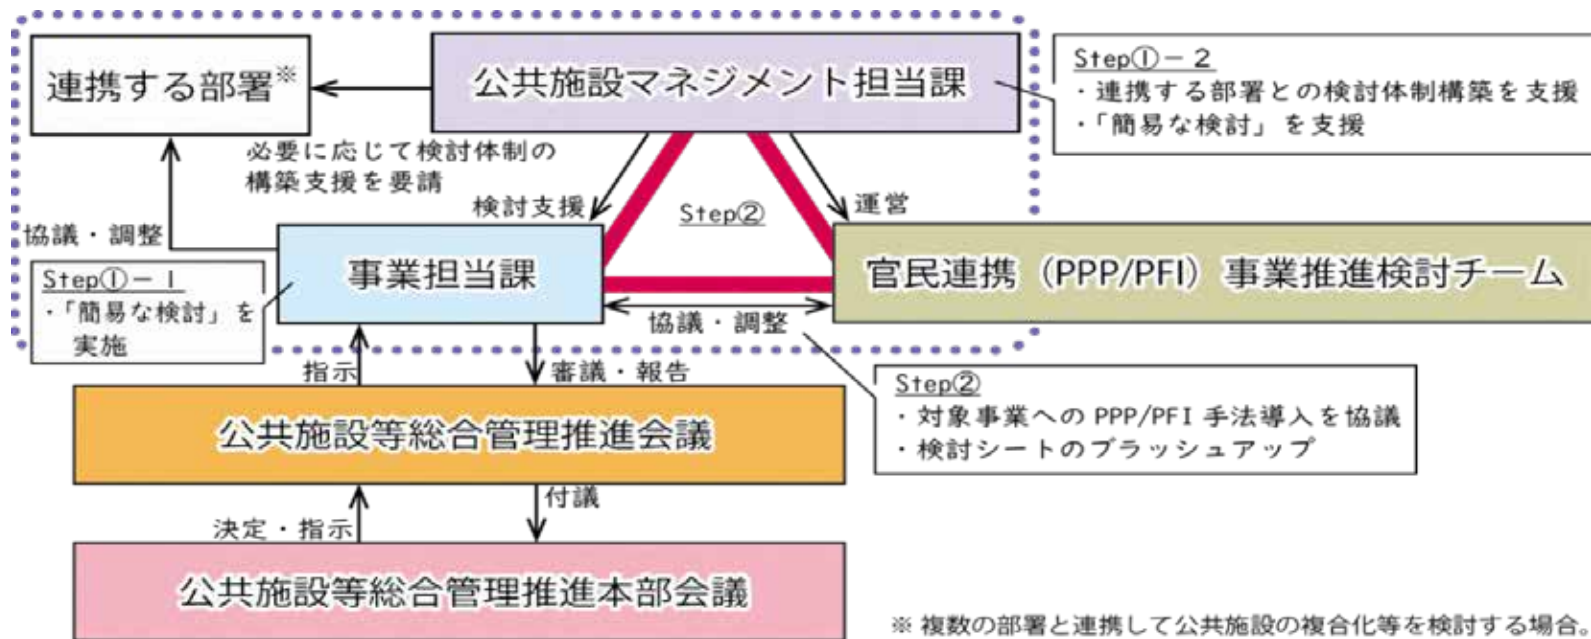 連携する部署※
公共施設マネジメント担当課
Step①－2
・連携する部署との検討体制構築を支援
・「簡易な検討」を支援
必要に応じて検討体制の
構築支援を要請
検討支援
Step②
運営
協議・調整
事業担当課
官民連携（PPP/PFI）事業推進検討チーム
Step①－1
・「簡易な検討」を
実施
協議・調整
指示
審議・報告
Step②
・対象事業への PPP/PFI 手法導入を協議
・検討シートのブラッシュアップ
公共施設等総合管理推進会議
決定・指示
付議
公共施設等総合管理推進本部会議
※ 複数の部署と連携して公共施設の複合化等を検討する場合。